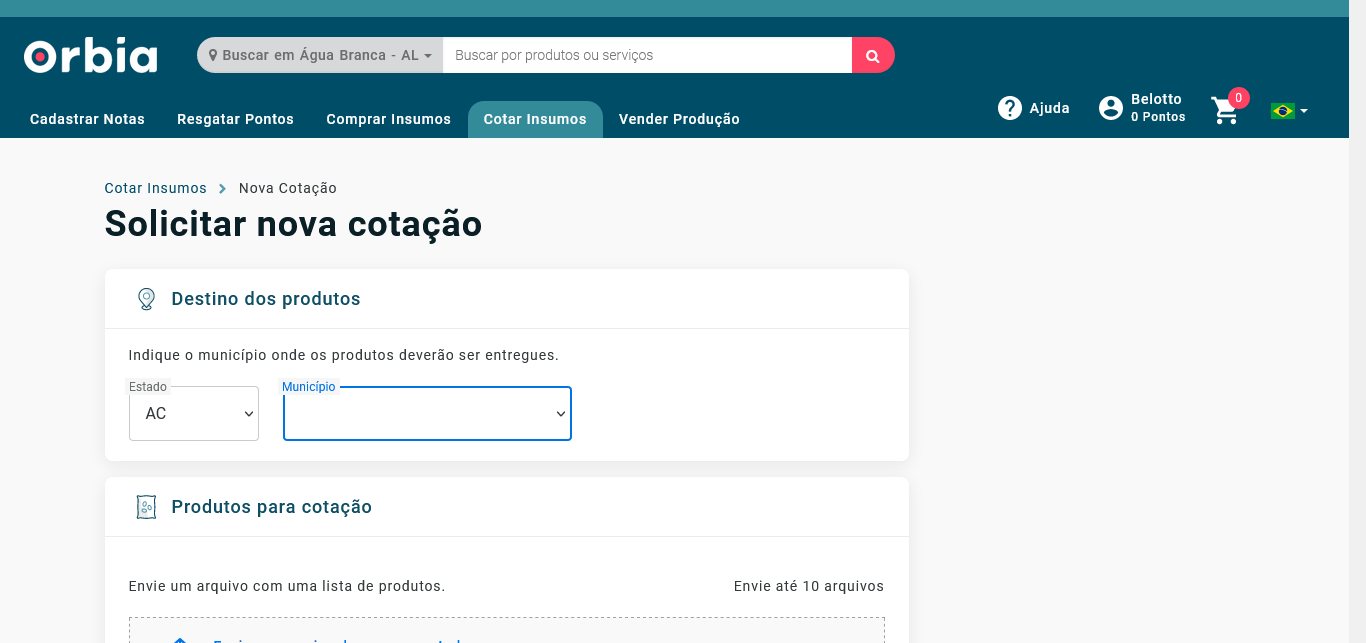 Orbia
Buscar em Água Branca - AL
Buscar por produtos ou serviços
Cadastrar Notas
Resgatar Pontos
Comprar Insumos
Cotar Insumos
Vender Produção
Ajuda
Belotto
0 Pontos
0
Cotar Insumos
Nova Cotação
Solicitar nova cotação
Destino dos produtos
Indique o município onde os produtos deverão ser entregues.
Estado
AC
Município
Produtos para cotação
Envie um arquivo com uma lista de produtos.
Envie até 10 arquivos